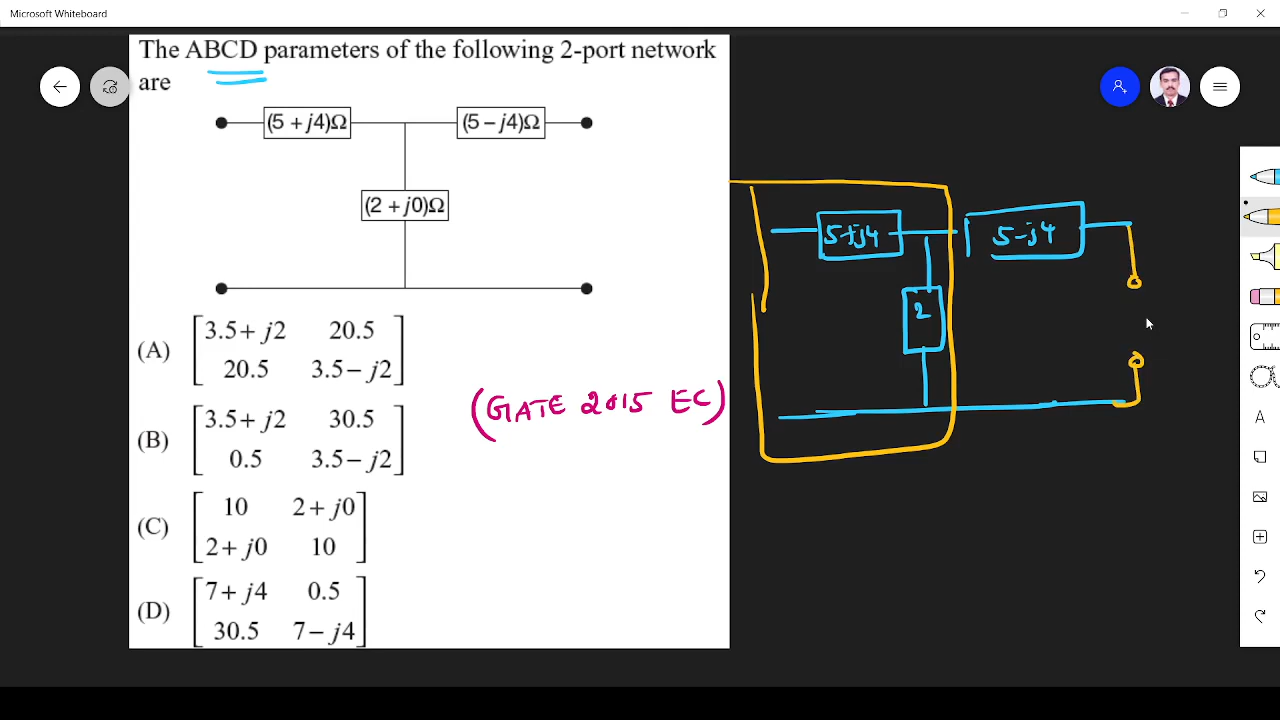 Microsoft Whiteboard
The ABCD parameters of the following 2-port network
are
(5 + j4)Ω
(5 − j4)Ω
(2 + j0)Ω
(A) [3.5 + j2 20.5
20.5 3.5 − j2]
(B) [3.5 + j2 30.5
0.5 3.5 − j2]
(C) [10 2 + j0
2 + j0 10]
(D) [7 + j4 0.5
30.5 7 − j4]
(GATE 2015 EC)
5+j4
5-j4
2
A